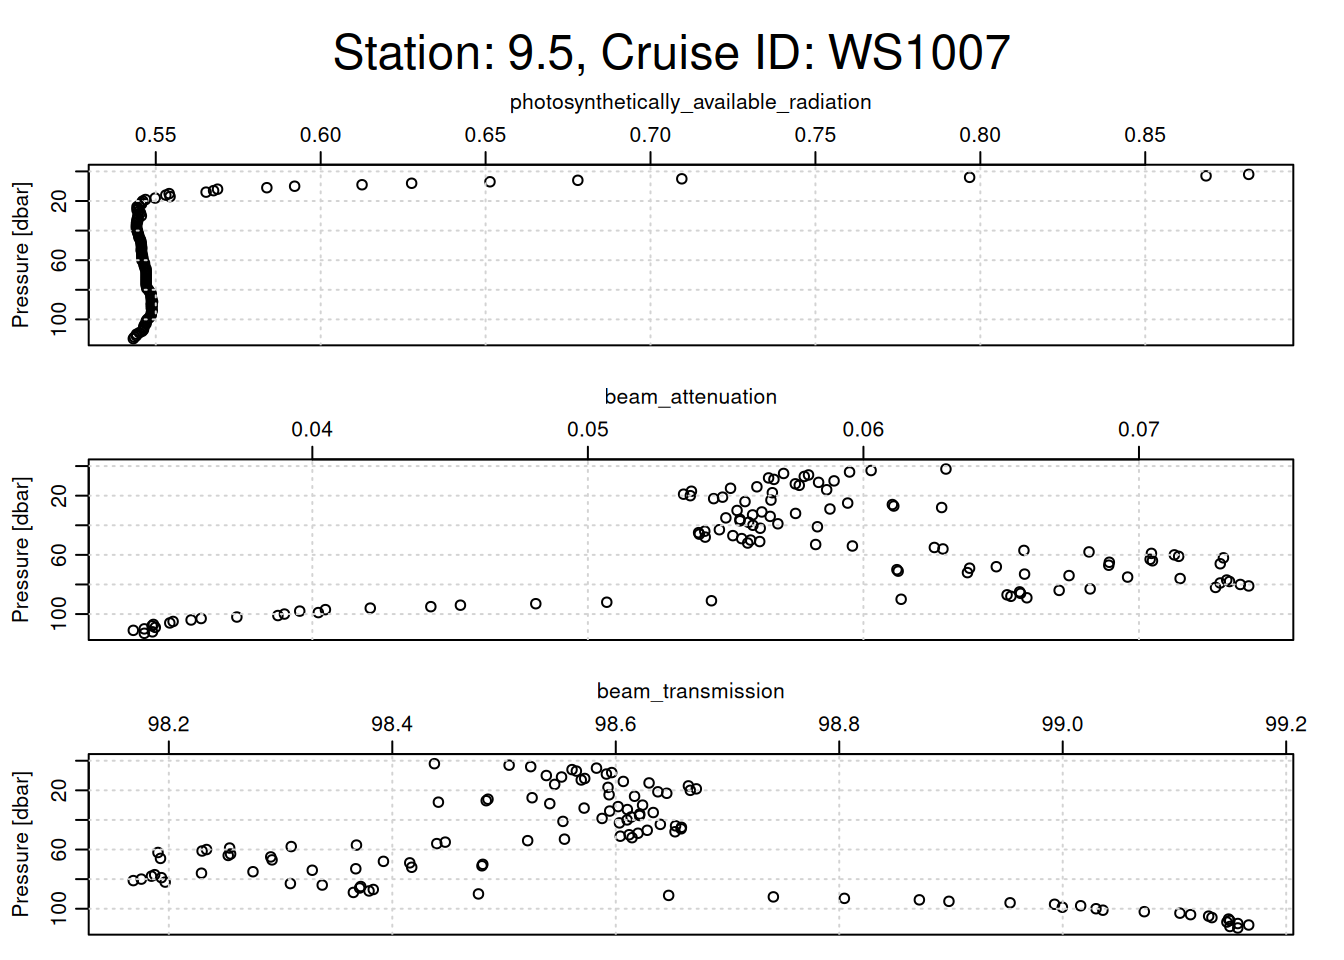 Station: 9.5, Cruise ID: WS1007
photosynthetically_available_radiation
0.55 0.60 0.65 0.70 0.75 0.80 0.85
Pressure [dbar]
20
60
100
beam_attenuation
0.04 0.05 0.06 0.07
Pressure [dbar]
20
60
100
beam_transmission
98.2 98.4 98.6 98.8 99.0 99.2
Pressure [dbar]
20
60
100